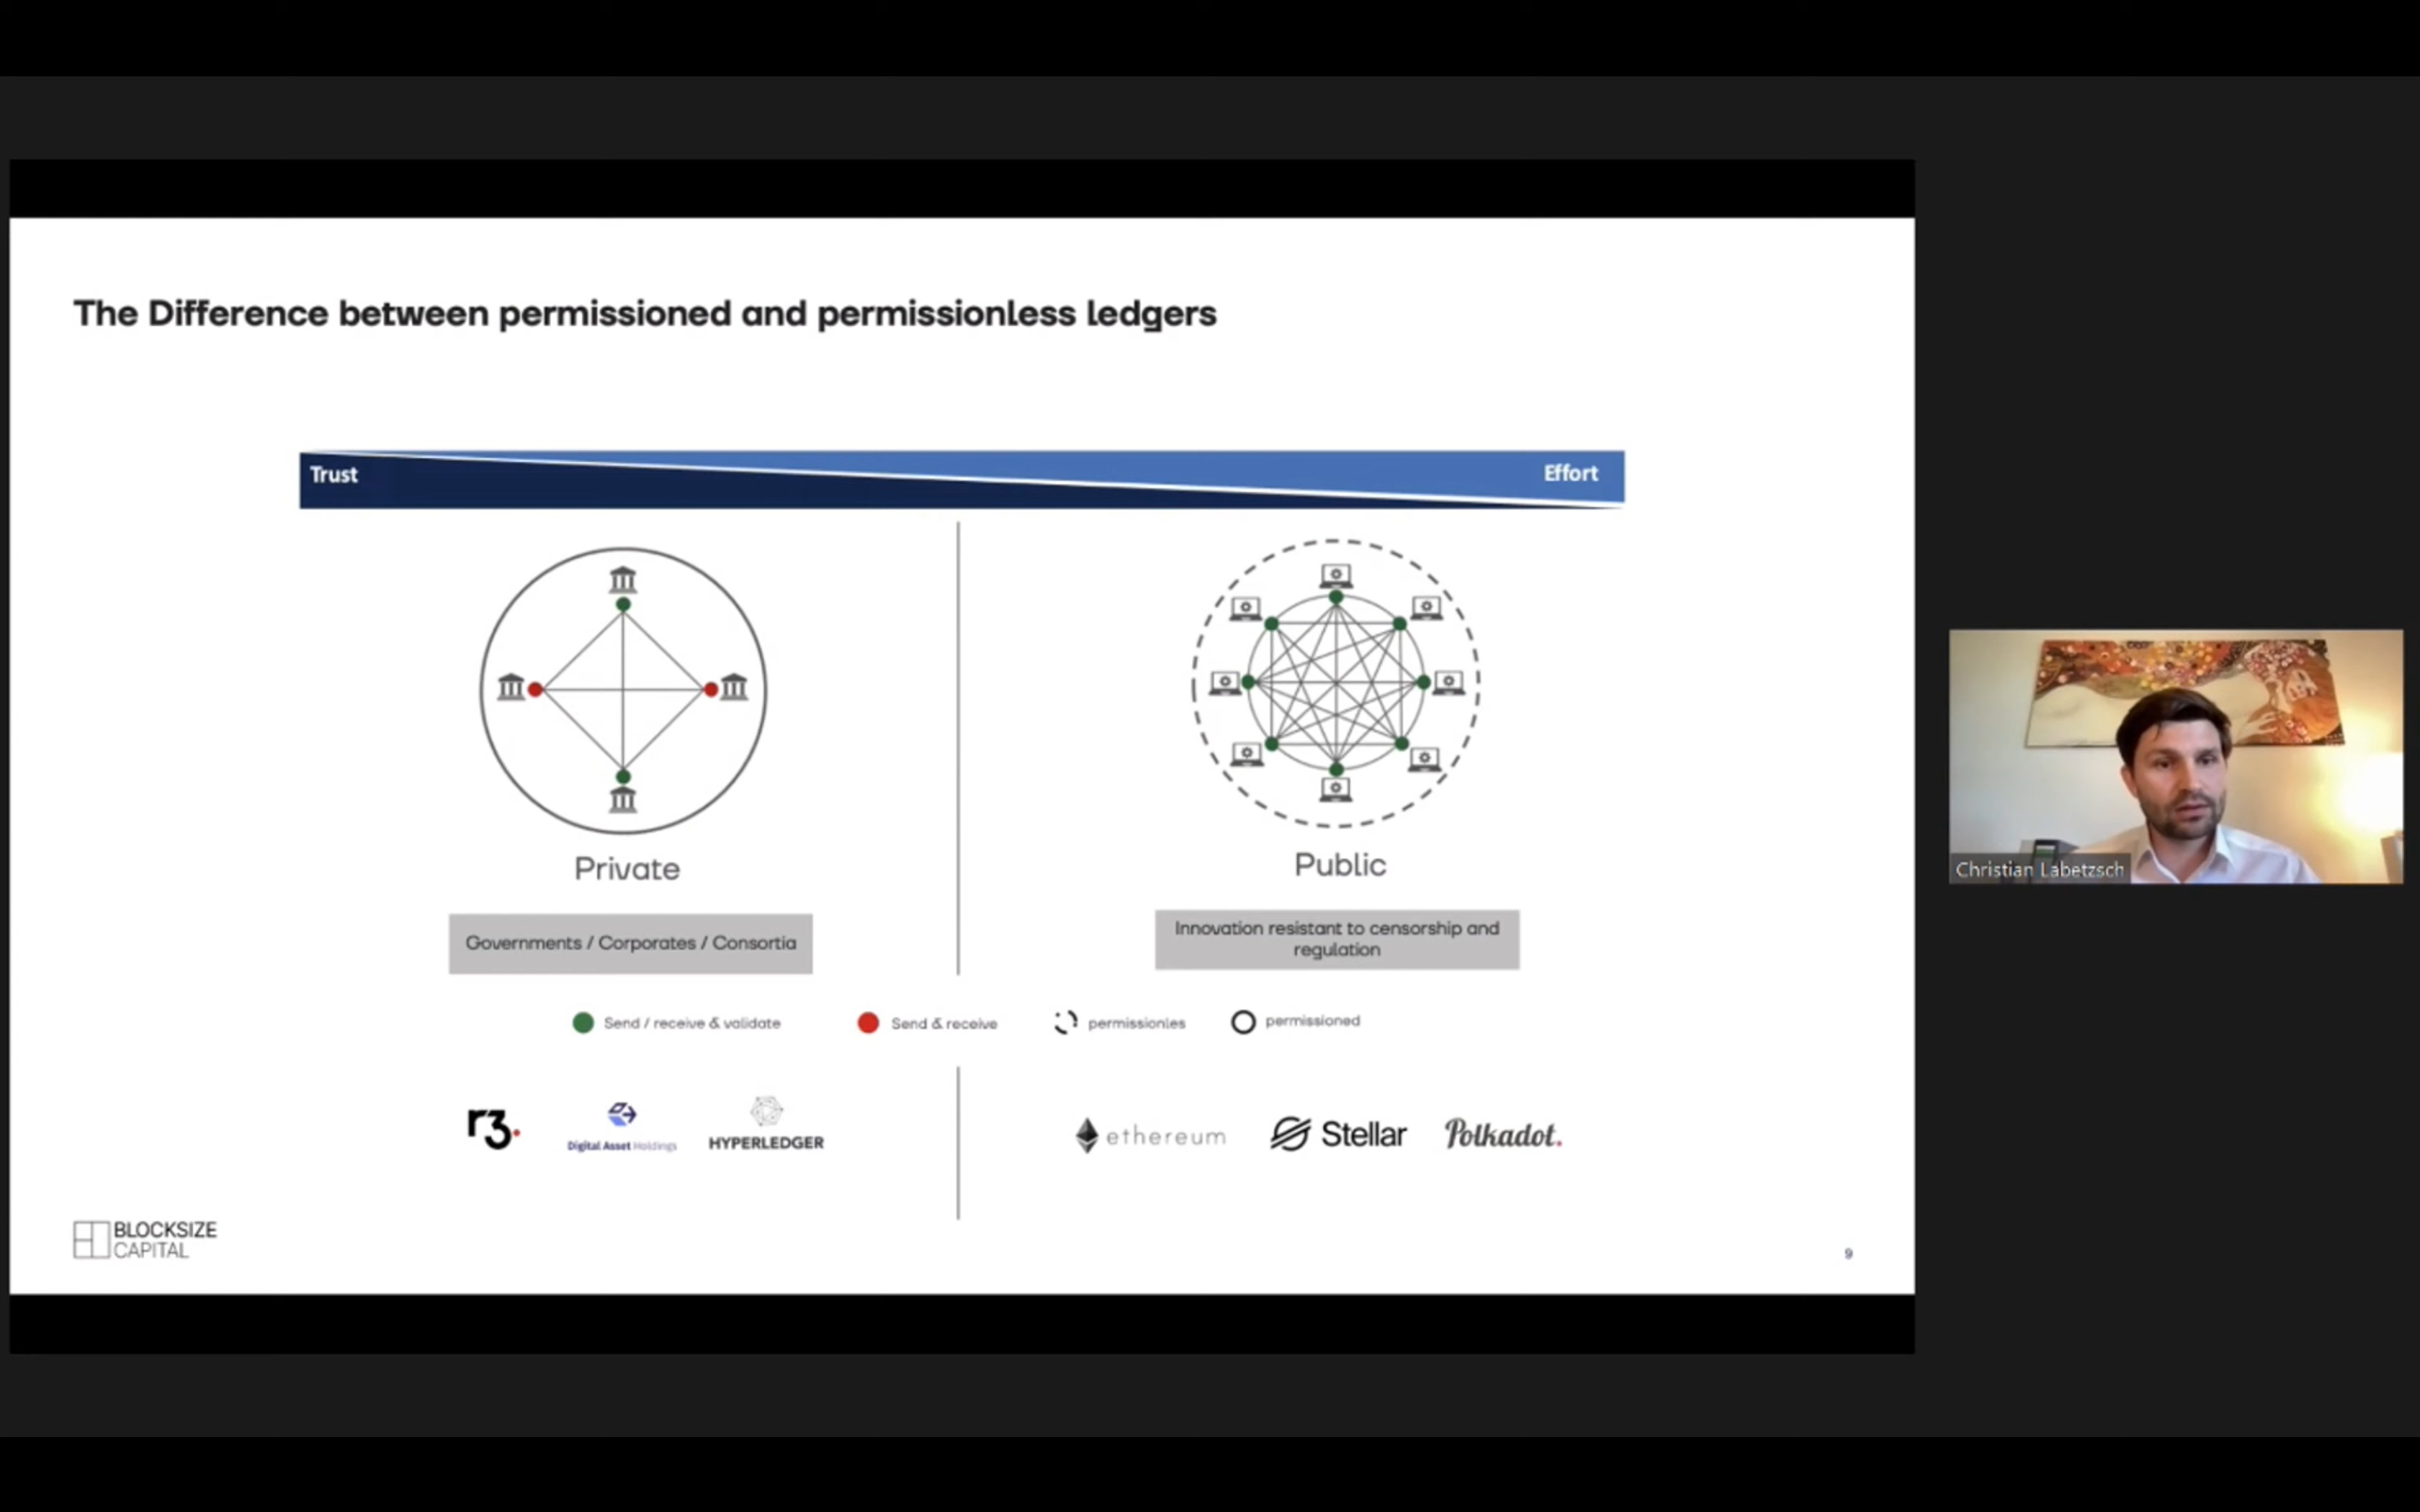 The Difference between permissioned and permissionless ledgers
Trust
Effort
Private
Public
Governments / Corporates / Consortia
Innovation resistant to censorship and
regulation
Send / receive & validate
Send & receive
permissionles
permissioned
r3.
Digital Asset Holdings
HYPERLEDGER
ethereum
Stellar
Polkadot.
BLOCKSIZE
CAPITAL
9
Christian Labetzsch